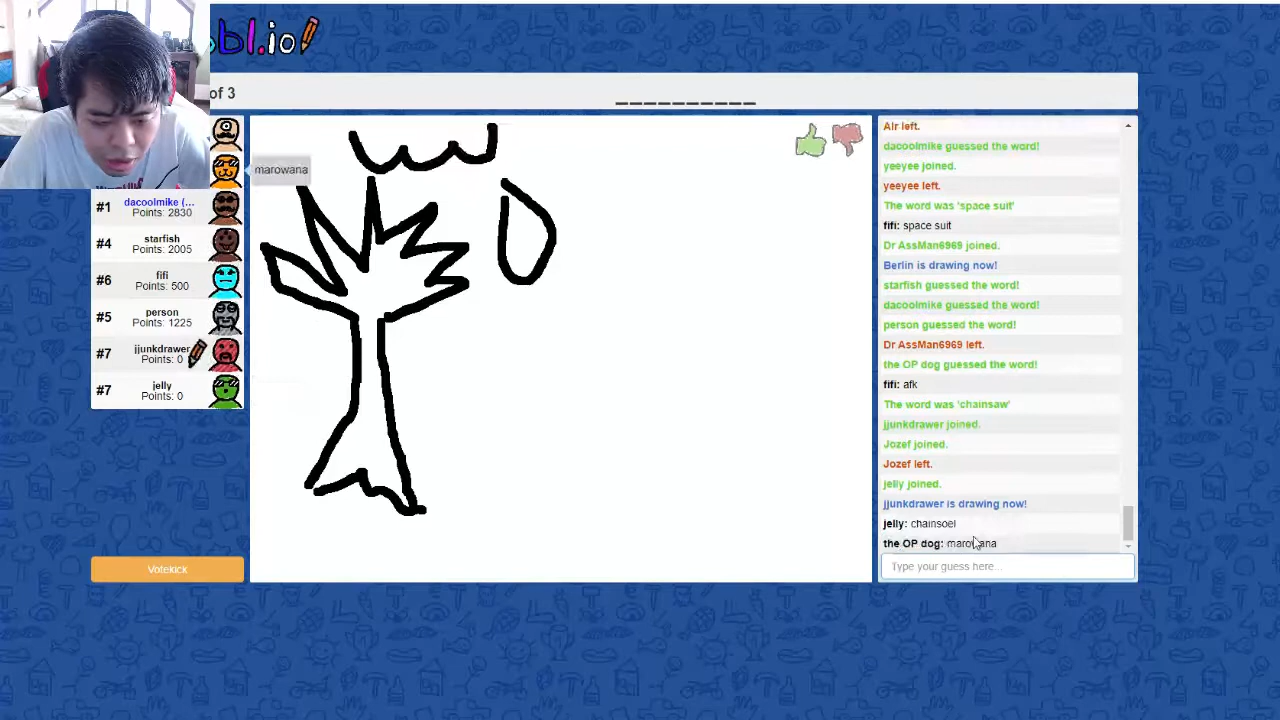 bl.io
of 3
__________
marowana
#1 dacoolmike (...
Points: 2830
#4 starfish
Points: 2005
#6 fifi
Points: 500
#5 person
Points: 1225
#7 jjunkdrawer
Points: 0
#7 jelly
Points: 0
Votekick
Air left.
dacoolmike guessed the word!
yeeyee joined.
yeeyee left.
The word was 'space suit'
fifi: space suit
Dr AssMan6969 joined.
Berlin is drawing now!
starfish guessed the word!
dacoolmike guessed the word!
person guessed the word!
Dr AssMan6969 left.
the OP dog guessed the word!
fifi: afk
The word was 'chainsaw'
jjunkdrawer joined.
Jozef joined.
Jozef left.
jelly joined.
jjunkdrawer is drawing now!
jelly: chainsoel
the OP dog: marowana
Type your guess here...